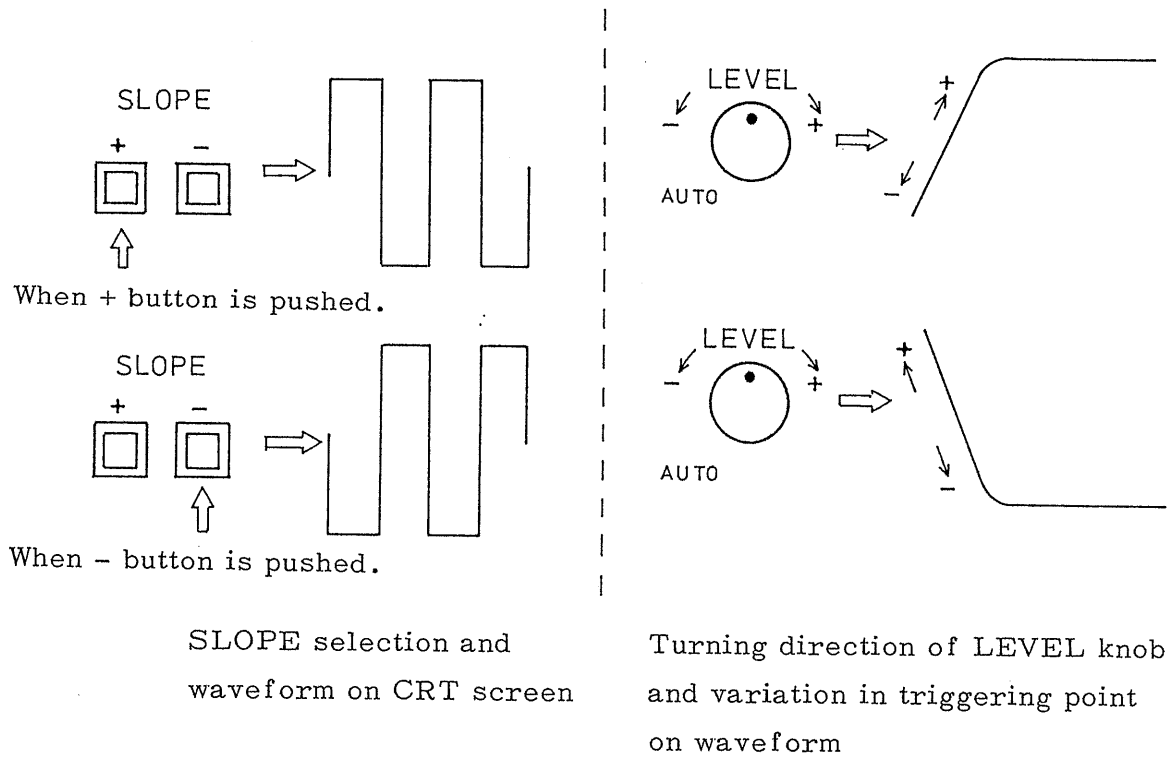 SLOPE
+ −
When + button is pushed.
SLOPE
+ −
When − button is pushed.
SLOPE selection and
waveform on CRT screen
LEVEL
− +
AUTO
+
−
LEVEL
− +
AUTO
+
−
Turning direction of LEVEL knob
and variation in triggering point
on waveform